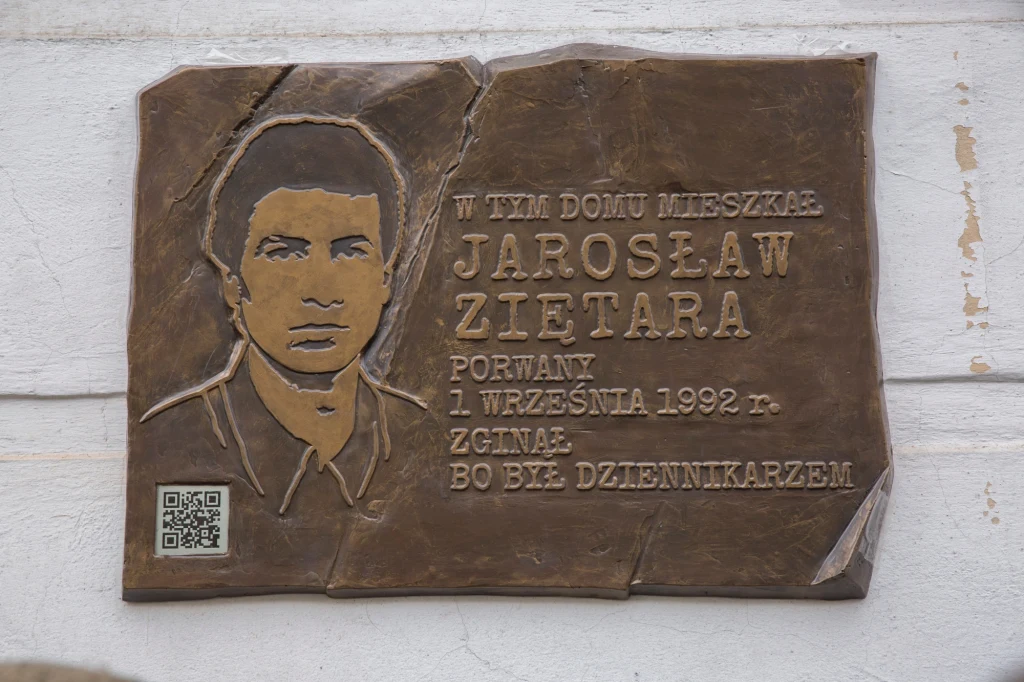 W TYM DOMU MIESZKAŁ
JAROSŁAW
ZIĘTARA
PORWANY
1 WRZEŚNIA 1992 r.
ZGINĄŁ
BO BYŁ DZIENNIKARZEM